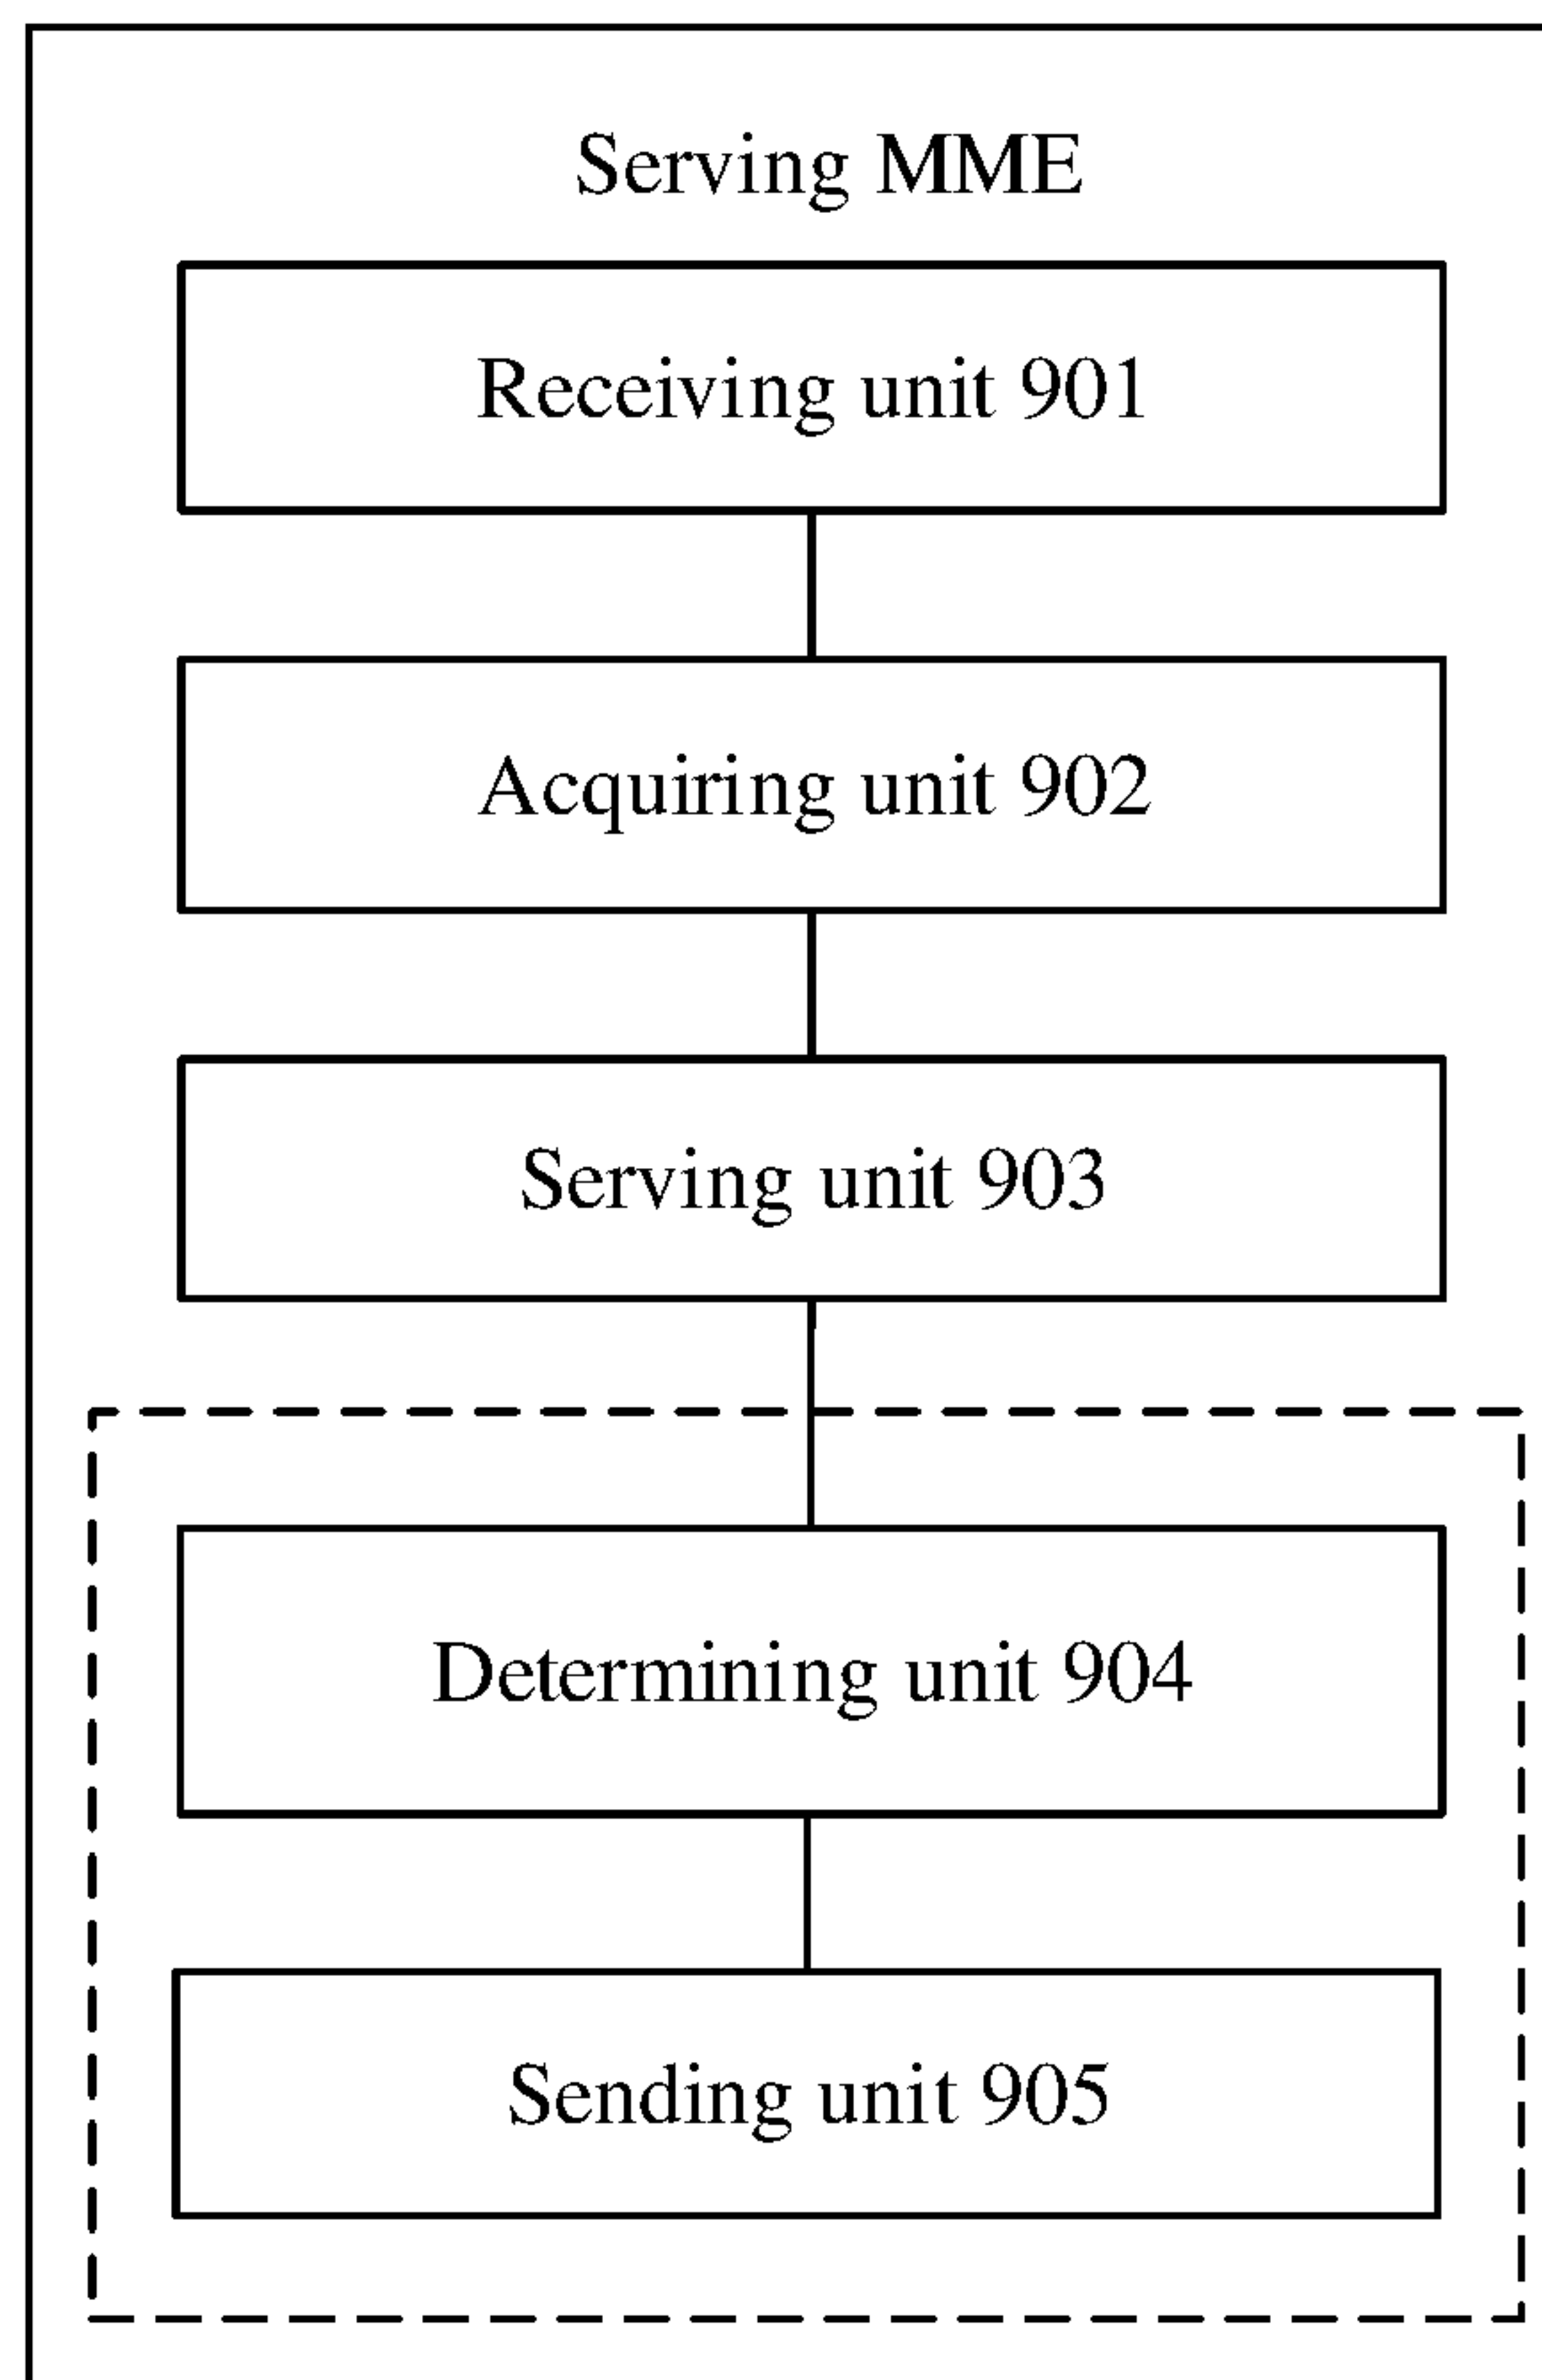 Serving MME
Receiving unit 901
Acquiring unit 902
Serving unit 903
Determining unit 904
Sending unit 905